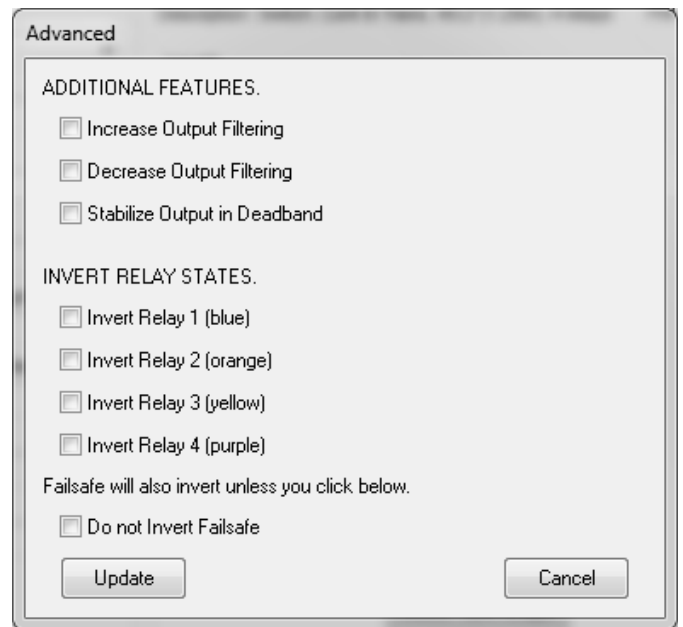 Advanced
ADDITIONAL FEATURES.
Increase Output Filtering
Decrease Output Filtering
Stabilize Output in Deadband
INVERT RELAY STATES.
Invert Relay 1 (blue)
Invert Relay 2 (orange)
Invert Relay 3 (yellow)
Invert Relay 4 (purple)
Failsafe will also invert unless you click below.
Do not Invert Failsafe
Update Cancel